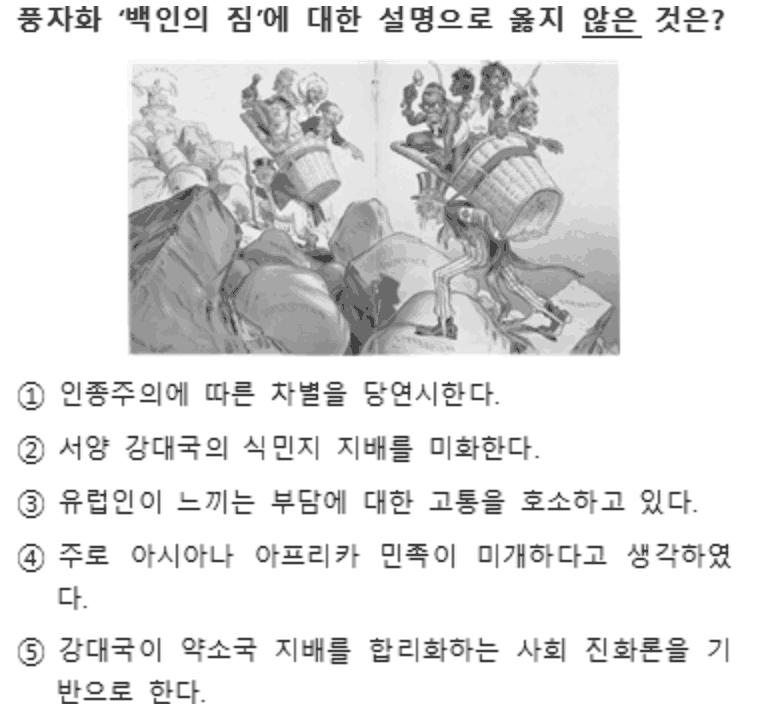 풍자화 '백인의 짐'에 대한 설명으로 옳지 않은 것은?
① 인종주의에 따른 차별을 당연시한다.
② 서양 강대국의 식민지 지배를 미화한다.
③ 유럽인이 느끼는 부담에 대한 고통을 호소하고 있다.
④ 주로 아시아나 아프리카 민족이 미개하다고 생각하였
다.
⑤ 강대국이 약소국 지배를 합리화하는 사회 진화론을 기
반으로 한다.